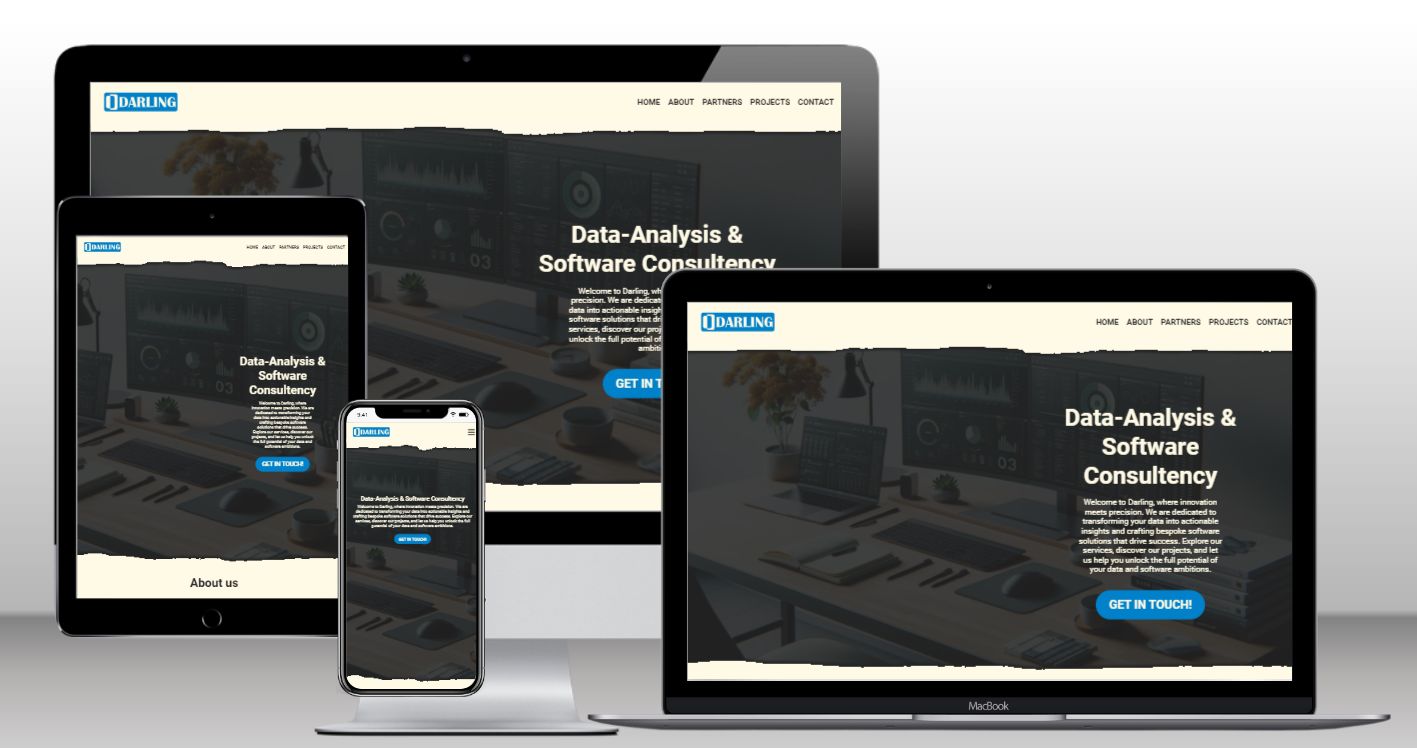 DARLING
HOME ABOUT PARTNERS PROJECTS CONTACT
Data-Analysis &
Software Consultency
Welcome to Darling, wh
precision. We are dedicat
data into actionable insigh
software solutions that dri
services, discover our proj
unlock the full potential of
ambiti
GET IN T
03
DARLING
HOME ABOUT PARTNERS PROJECTS CONTACT
Data-Analysis &
Software
Consultency
Welcome to Darling, where
innovation meets precision. We are
dedicated to transforming your
data into actionable insights and
crafting bespoke software
solutions that drive success.
Explore our services, discover our
projects, and let us help you unlock
the full potential of your data and
software ambitions.
GET IN TOUCH!
03
About us
9:41
DARLING
Data-Analysis & Software Consultency
Welcome to Darling, where innovation meets precision. We are
dedicated to transforming your data into actionable insights and
crafting bespoke software solutions that drive success. Explore our
services, discover our projects, and let us help you unlock the full
potential of your data and software ambitions.
GET IN TOUCH!
DARLING
HOME ABOUT PARTNERS PROJECTS CONTACT
Data-Analysis &
Software
Consultency
Welcome to Darling, where innovation
meets precision. We are dedicated to
transforming your data into actionable
insights and crafting bespoke software
solutions that drive success. Explore our
services, discover our projects, and let
us help you unlock the full potential of
your data and software ambitions.
GET IN TOUCH!
03
MacBook